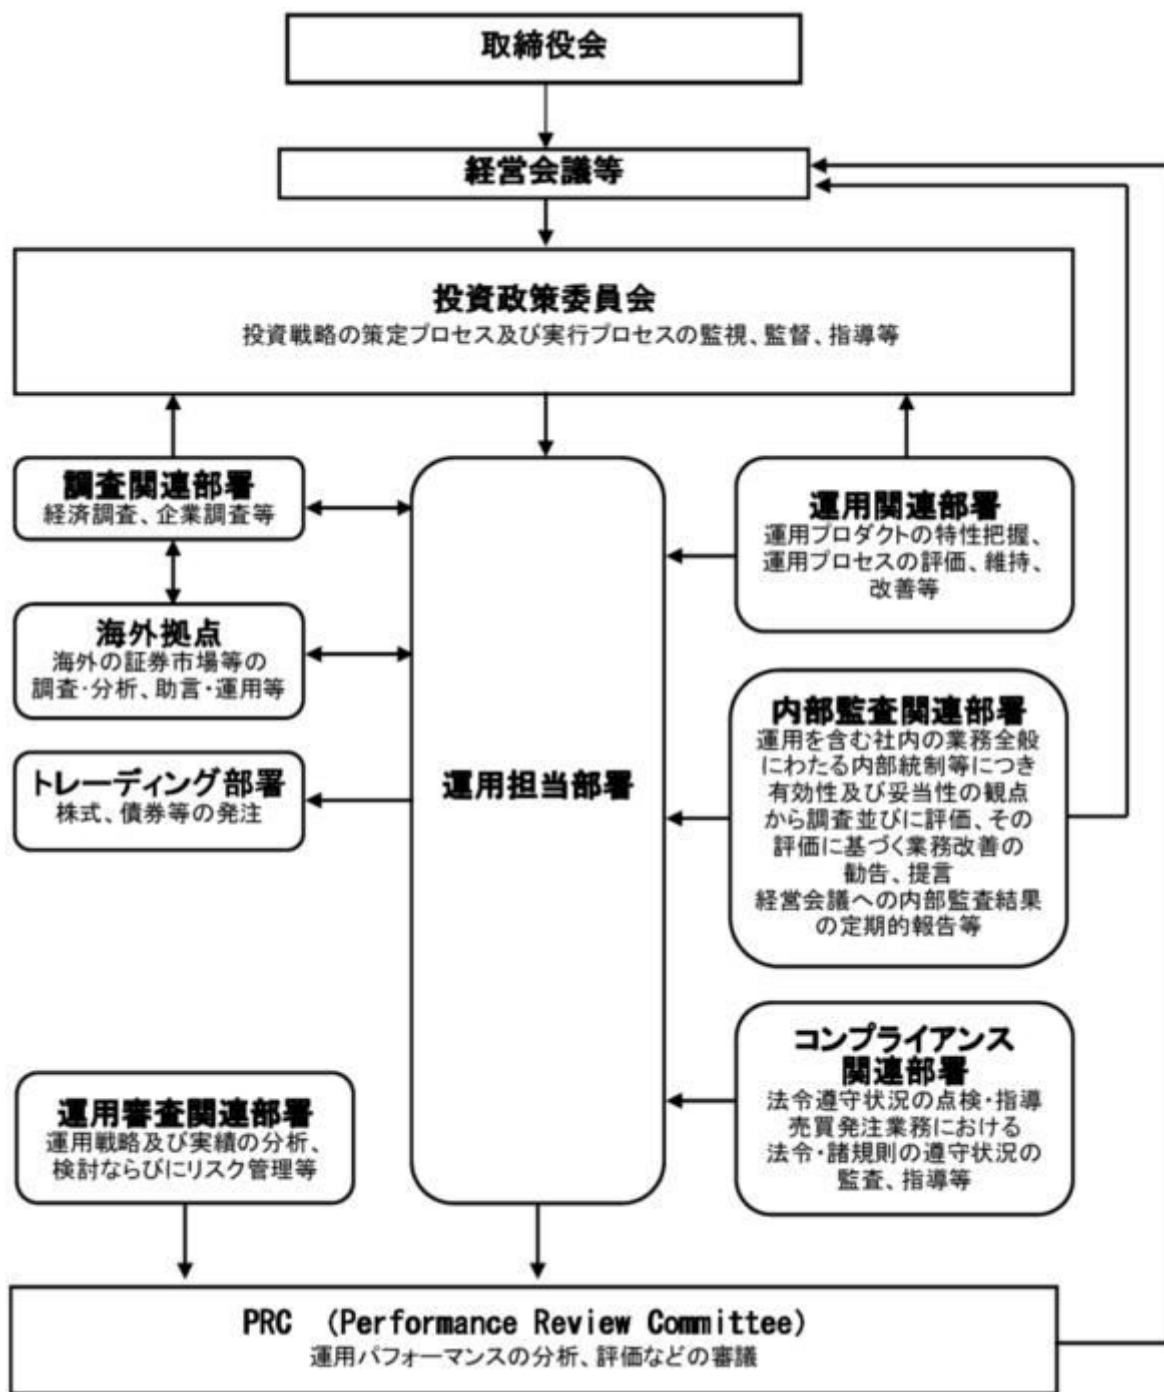 取締役会
経営会議等
投資政策委員会
投資戦略の策定プロセス及び実行プロセスの監視、監督、指導等
調査関連部署
経済調査、企業調査等
海外拠点
海外の証券市場等の
調査・分析、助言・運用等
トレーディング部署
株式、債券等の発注
運用担当部署
運用関連部署
運用プロダクトの特性把握、
運用プロセスの評価、維持、
改善等
内部監査関連部署
運用を含む社内の業務全般
にわたる内部統制等につき
有効性及び妥当性の観点
から調査並びに評価、その
評価に基づく業務改善の
勧告、提言
経営会議への内部監査結果
の定期的報告等
コンプライアンス
関連部署
法令遵守状況の点検・指導
売買発注業務における
法令・諸規則の遵守状況の
監査、指導等
運用審査関連部署
運用戦略及び実績の分析、
検討ならびにリスク管理等
PRC （Performance Review Committee）
運用パフォーマンスの分析、評価などの審議